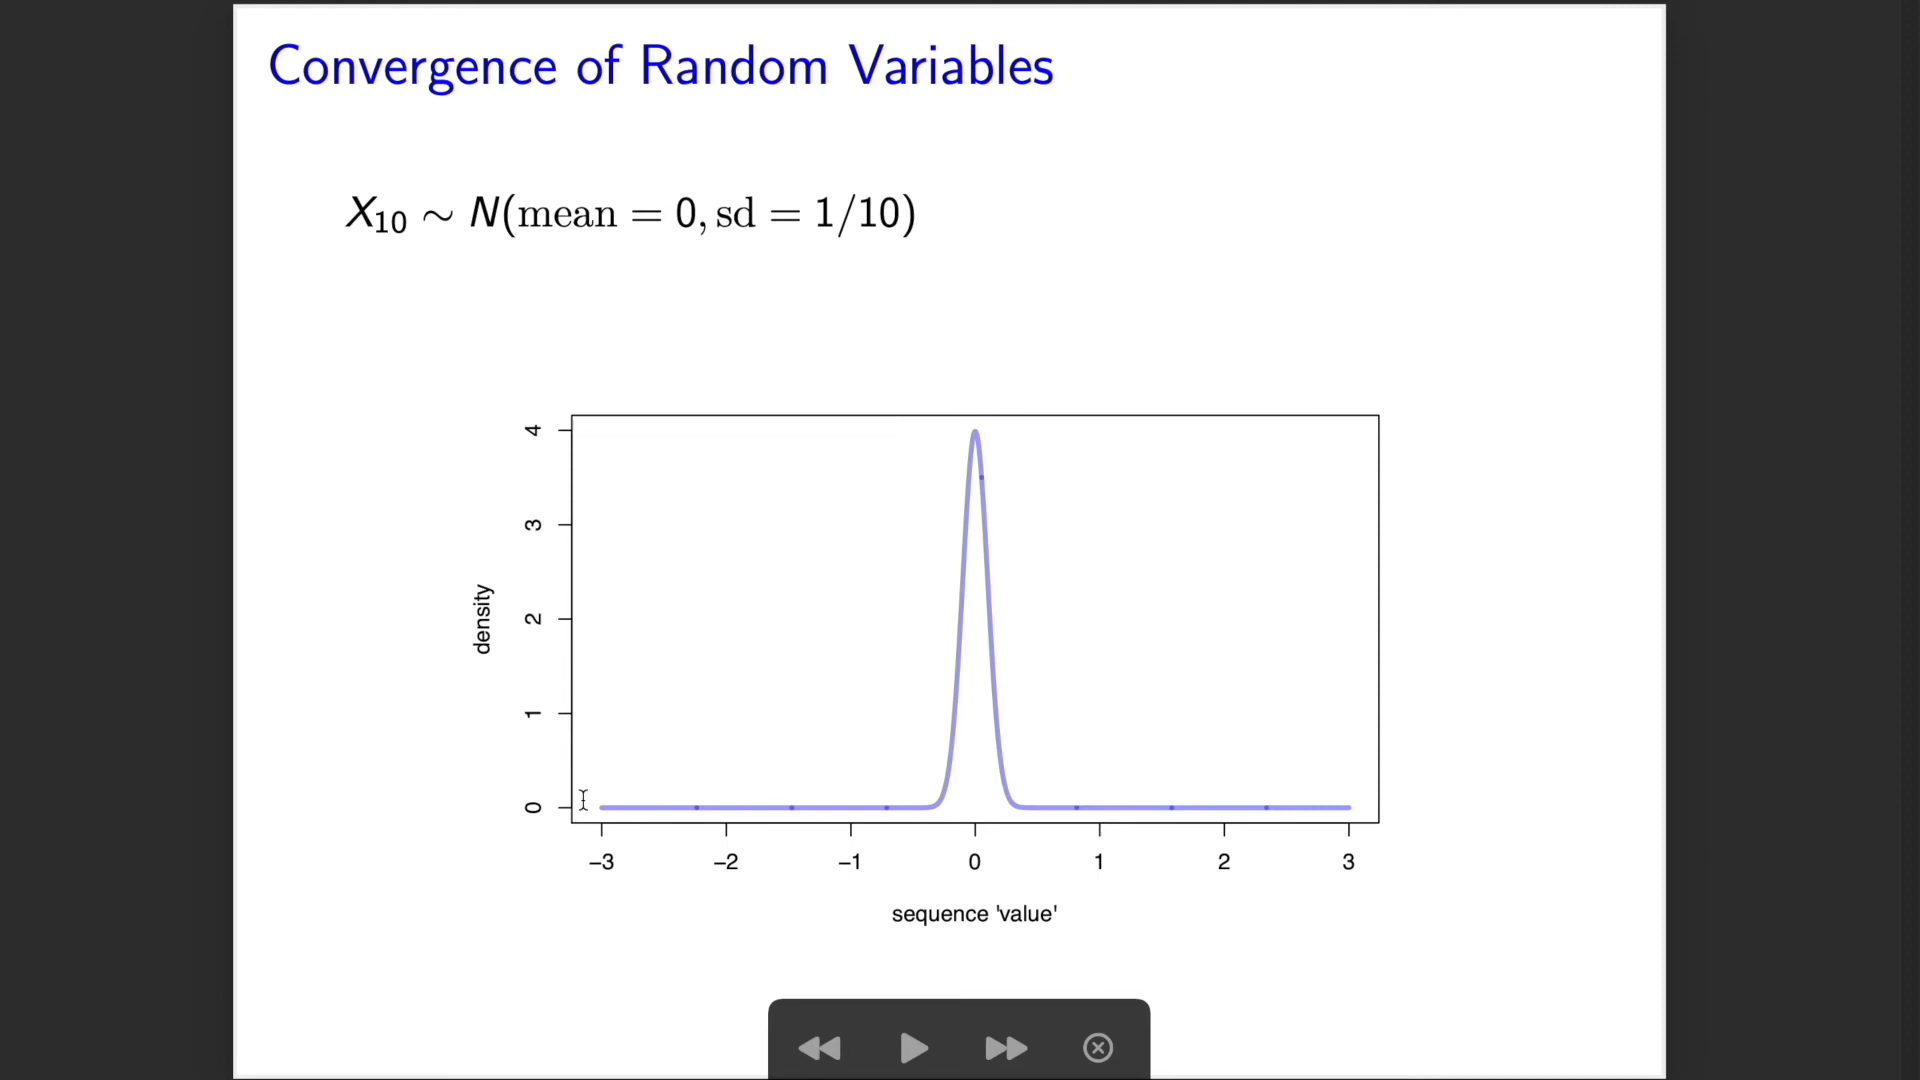 Convergence of Random Variables
X₁₀ ∼ N(mean = 0, sd = 1/10)
density
4
3
2
1
0
−3 −2 −1 0 1 2 3
sequence 'value'